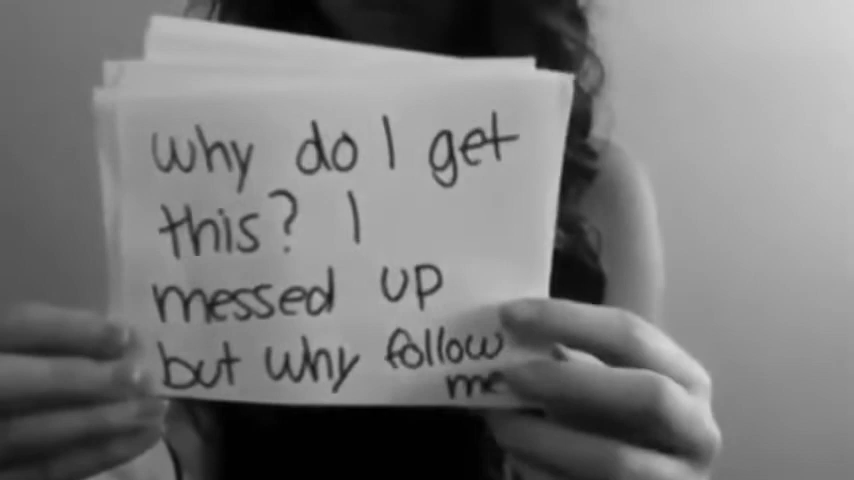 why do I get
this? I
messed up
but why follow
me